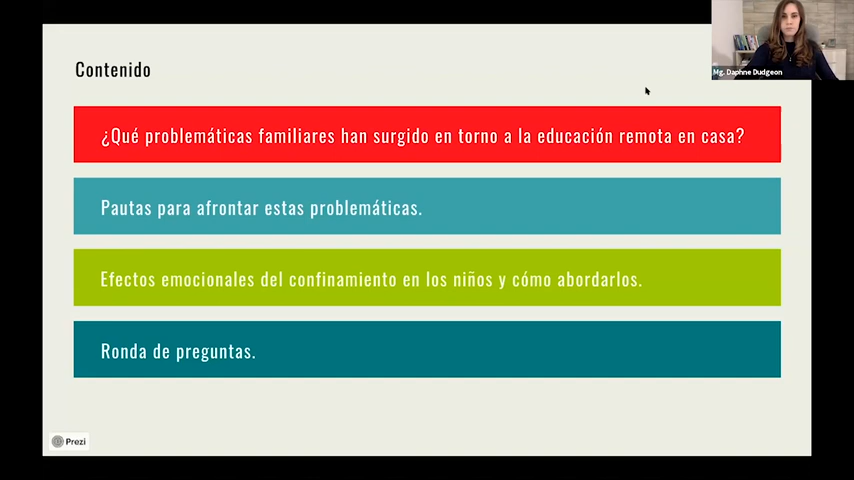 Mg. Daphne Dudgeon
Contenido
¿Qué problemáticas familiares han surgido en torno a la educación remota en casa?
Pautas para afrontar estas problemáticas.
Efectos emocionales del confinamiento en los niños y cómo abordarlos.
Ronda de preguntas.
Prezi